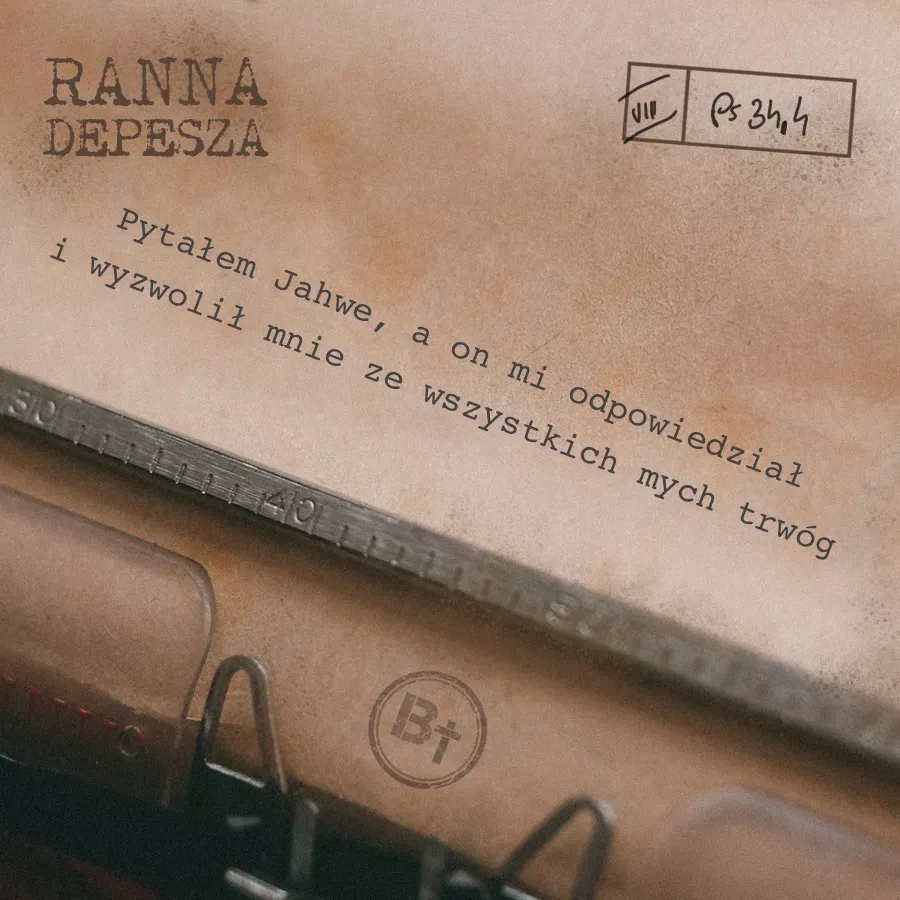 RANNA
DEPESZA
VIII
Ps 34,4
Pytałem Jahwe, a on mi odpowiedział
i wyzwolił mnie ze wszystkich mych trwóg
30
40
Bt